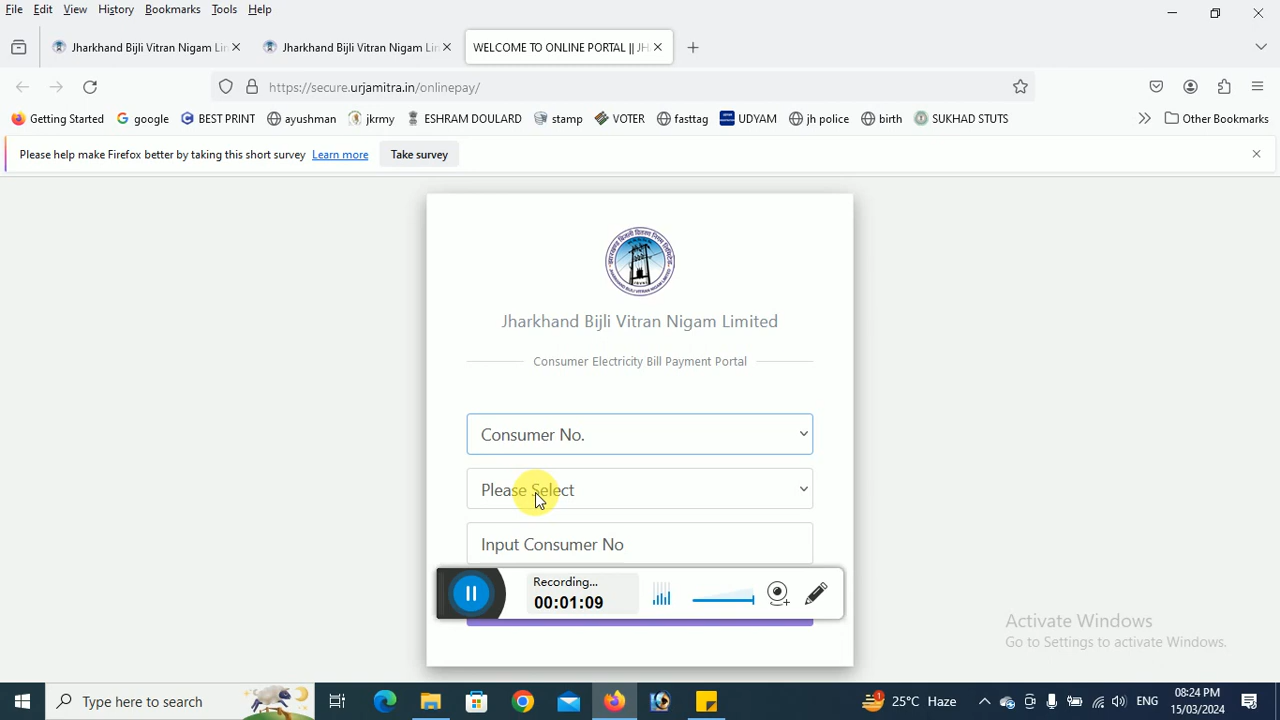 File Edit View History Bookmarks Tools Help
Jharkhand Bijli Vitran Nigam Lir Jharkhand Bijli Vitran Nigam Lin WELCOME TO ONLINE PORTAL || JH
https://secure.urjamitra.in/onlinepay/
Getting Started google BEST PRINT ayushman jkrmy ESHRAM DOULARD stamp VOTER fasttag UDYAM jh police birth SUKHAD STUTS Other Bookmarks
Please help make Firefox better by taking this short survey Learn more Take survey
Jharkhand Bijli Vitran Nigam Limited
Consumer Electricity Bill Payment Portal
Consumer No.
Please Select
Input Consumer No
Recording...
00:01:09
Activate Windows
Go to Settings to activate Windows.
Type here to search
1 25°C Haze ENG
08:24 PM
15/03/2024